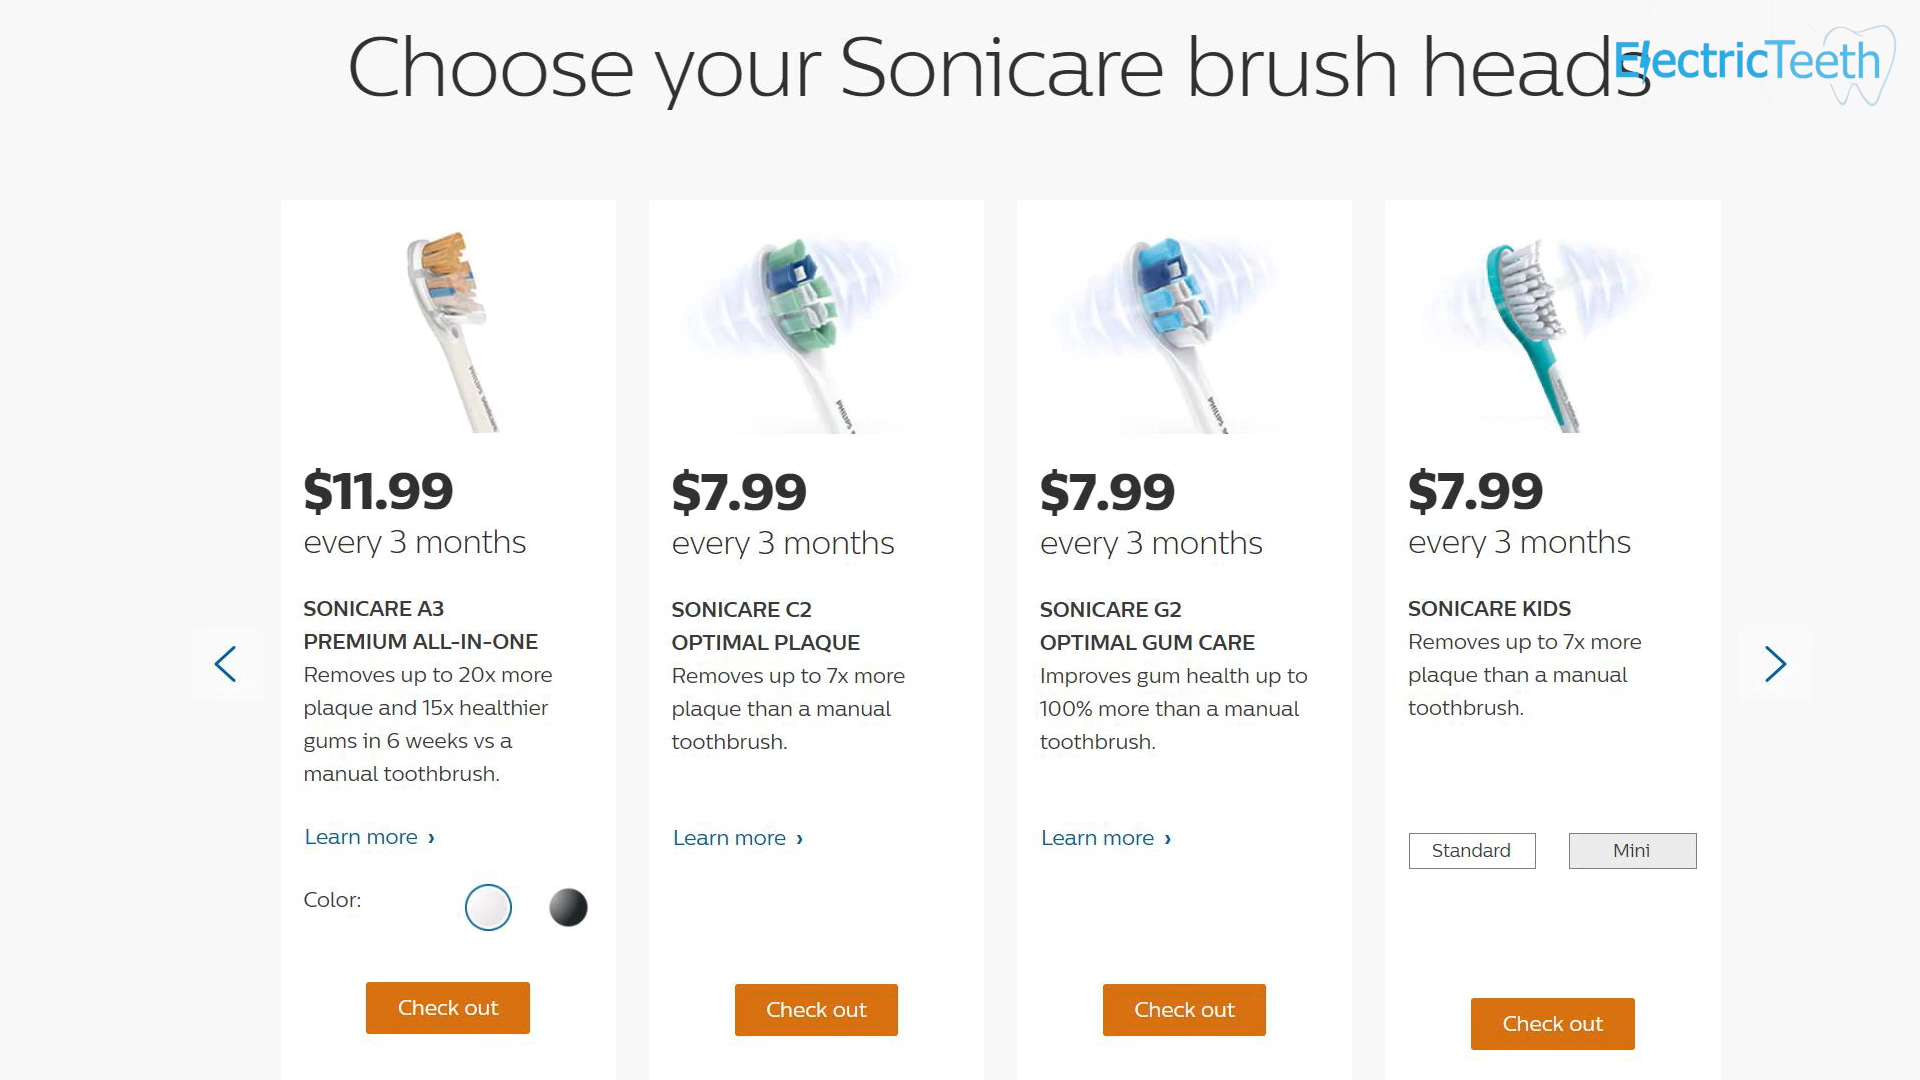 Choose your Sonicare brush heads
ElectricTeeth
$11.99
every 3 months
SONICARE A3
PREMIUM ALL-IN-ONE
Removes up to 20x more
plaque and 15x healthier
gums in 6 weeks vs a
manual toothbrush.
Learn more ›
Color:
Check out
PHILIPS
$7.99
every 3 months
SONICARE C2
OPTIMAL PLAQUE
Removes up to 7x more
plaque than a manual
toothbrush.
Learn more ›
Check out
PHILIPS
$7.99
every 3 months
SONICARE G2
OPTIMAL GUM CARE
Improves gum health up to
100% more than a manual
toothbrush.
Learn more ›
Check out
$7.99
every 3 months
SONICARE KIDS
Removes up to 7x more
plaque than a manual
toothbrush.
Standard
Mini
Check out